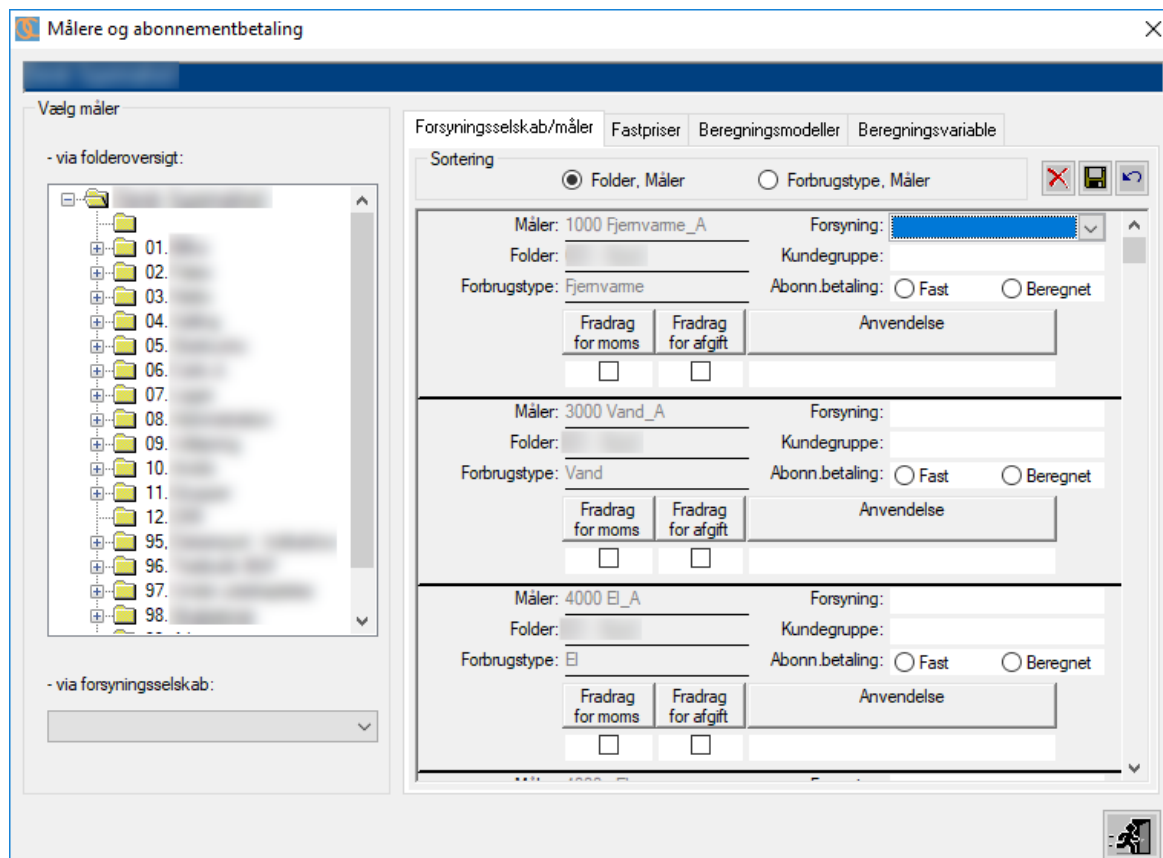 Målere og abonnementbetaling
Vælg måler
- via folderoversigt:
01.
02.
03.
04.
05.
06.
07.
08.
09.
10.
11.
12.
95.
96.
97.
98.
- via forsyningsselskab:
Forsyningsselskab/måler Fastpriser Beregningsmodeller Beregningsvariable
Sortering
Folder, Måler Forbrugstype, Måler
Måler: 1000 Fjernvarme_A Forsyning:
Folder: Kundegruppe:
Forbrugstype: Fjernvarme Abonn.betaling: Fast Beregnet
Fradrag for moms Fradrag for afgift Anvendelse
Måler: 3000 Vand_A Forsyning:
Folder: Kundegruppe:
Forbrugstype: Vand Abonn.betaling: Fast Beregnet
Fradrag for moms Fradrag for afgift Anvendelse
Måler: 4000 El_A Forsyning:
Folder: Kundegruppe:
Forbrugstype: El Abonn.betaling: Fast Beregnet
Fradrag for moms Fradrag for afgift Anvendelse